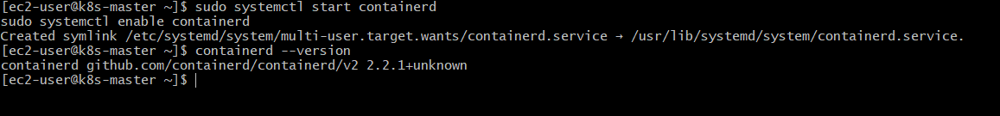 [ec2-user@k8s-master ~]$ sudo systemctl start containerd
sudo systemctl enable containerd
Created symlink /etc/systemd/system/multi-user.target.wants/containerd.service → /usr/lib/systemd/system/containerd.service.
[ec2-user@k8s-master ~]$ containerd --version
containerd github.com/containerd/containerd/v2 2.2.1+unknown
[ec2-user@k8s-master ~]$